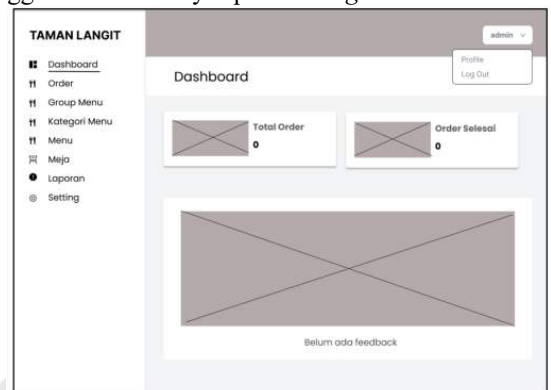 TAMAN LANGIT
admin
Profile
Log Out
Dashboard
Order
Group Menu
Kategori Menu
Menu
Meja
Laporan
Setting
Dashboard
Total Order
0
Order Selesai
0
Belum ada feedback